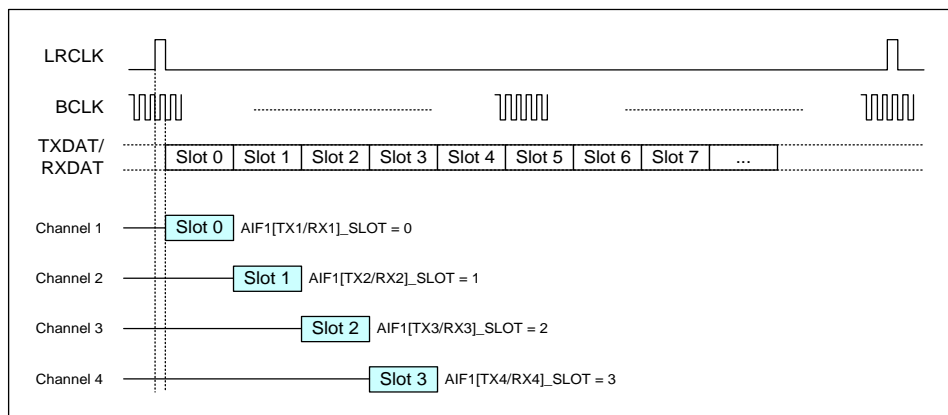 LRCLK
BCLK
TXDAT/
RXDAT
Slot 0 Slot 1 Slot 2 Slot 3 Slot 4 Slot 5 Slot 6 Slot 7 ...
Channel 1 Slot 0 AIF1[TX1/RX1]_SLOT = 0
Channel 2 Slot 1 AIF1[TX2/RX2]_SLOT = 1
Channel 3 Slot 2 AIF1[TX3/RX3]_SLOT = 2
Channel 4 Slot 3 AIF1[TX4/RX4]_SLOT = 3